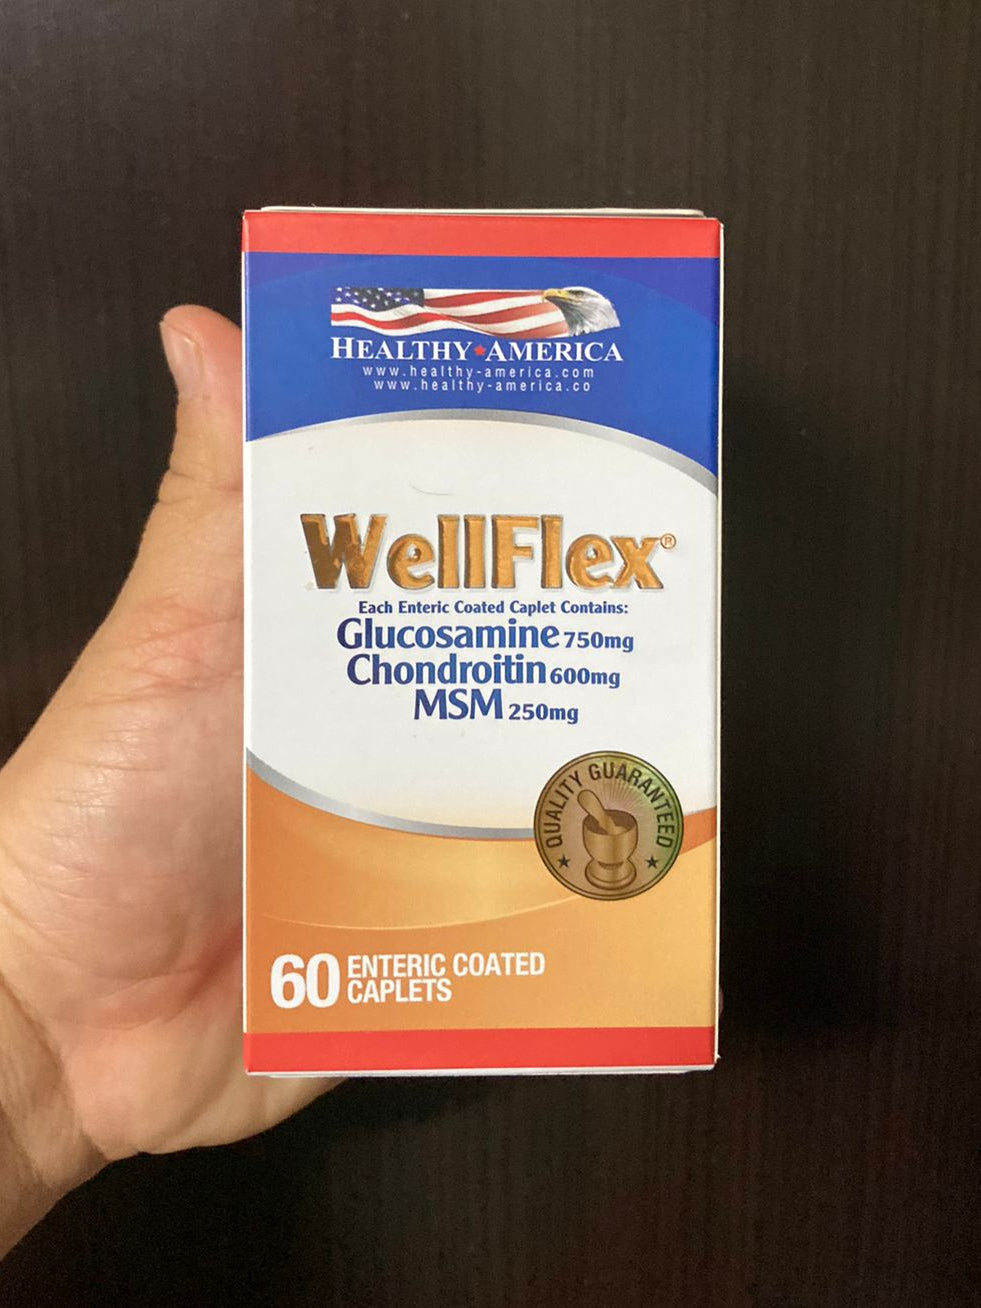 HEALTHY★AMERICA
www.healthy-america.com
www.healthy-america.co
WellFlex®
Each Enteric Coated Caplet Contains:
Glucosamine 750mg
Chondroitin 600mg
MSM 250mg
QUALITY GUARANTEED
60 ENTERIC COATED
CAPLETS